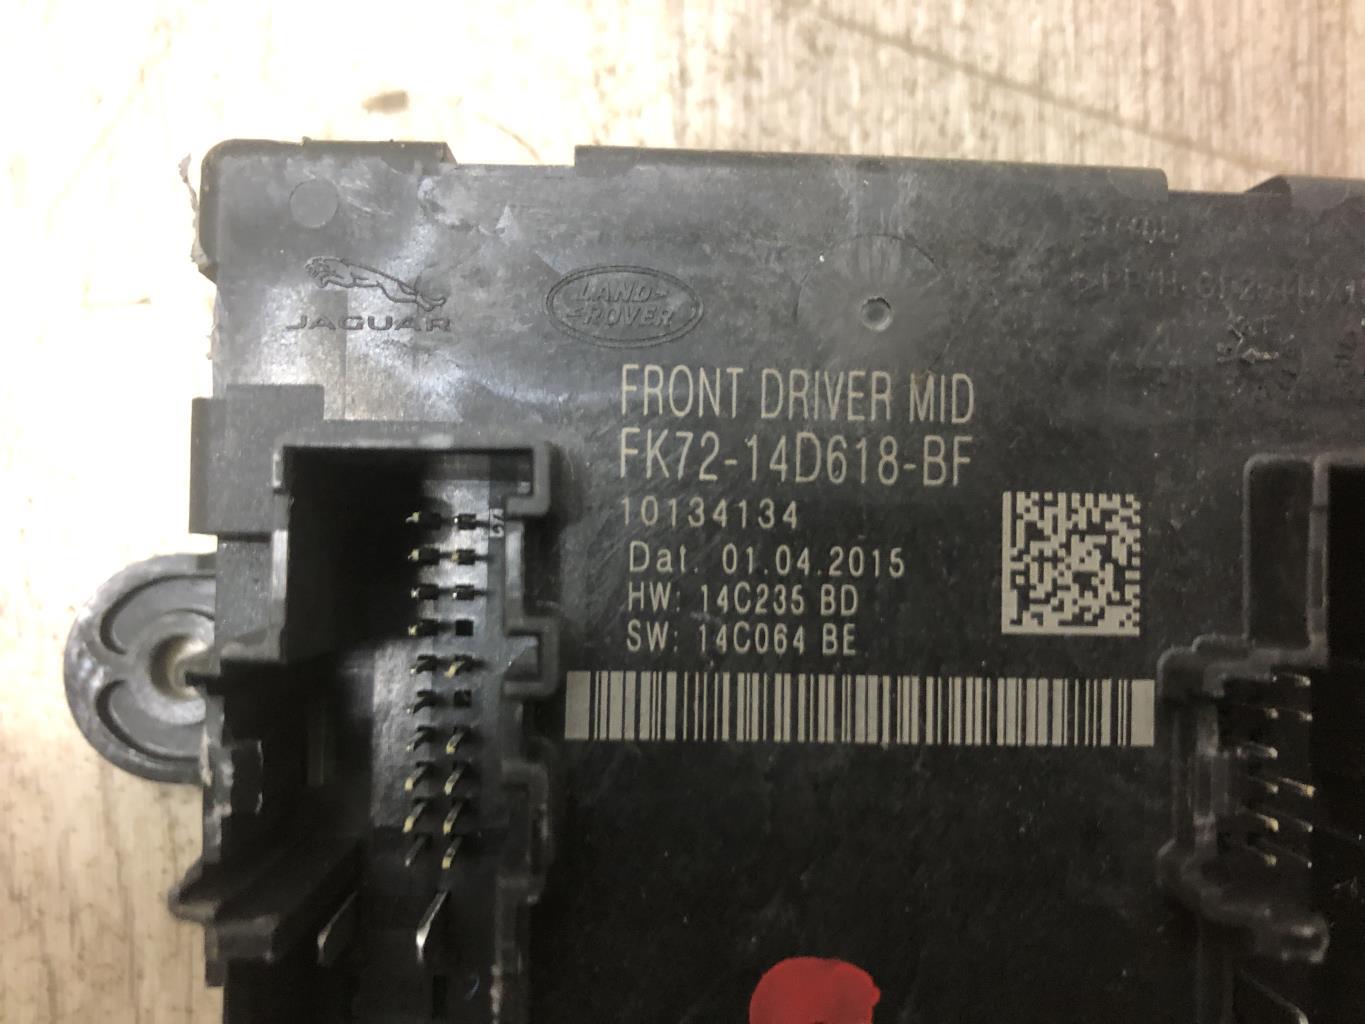 JAGUAR
LAND-
-ROVER
FRONT DRIVER MID
FK72-14D618-BF
10134134
Dat. 01.04.2015
HW: 14C235 BD
SW: 14C064 BE